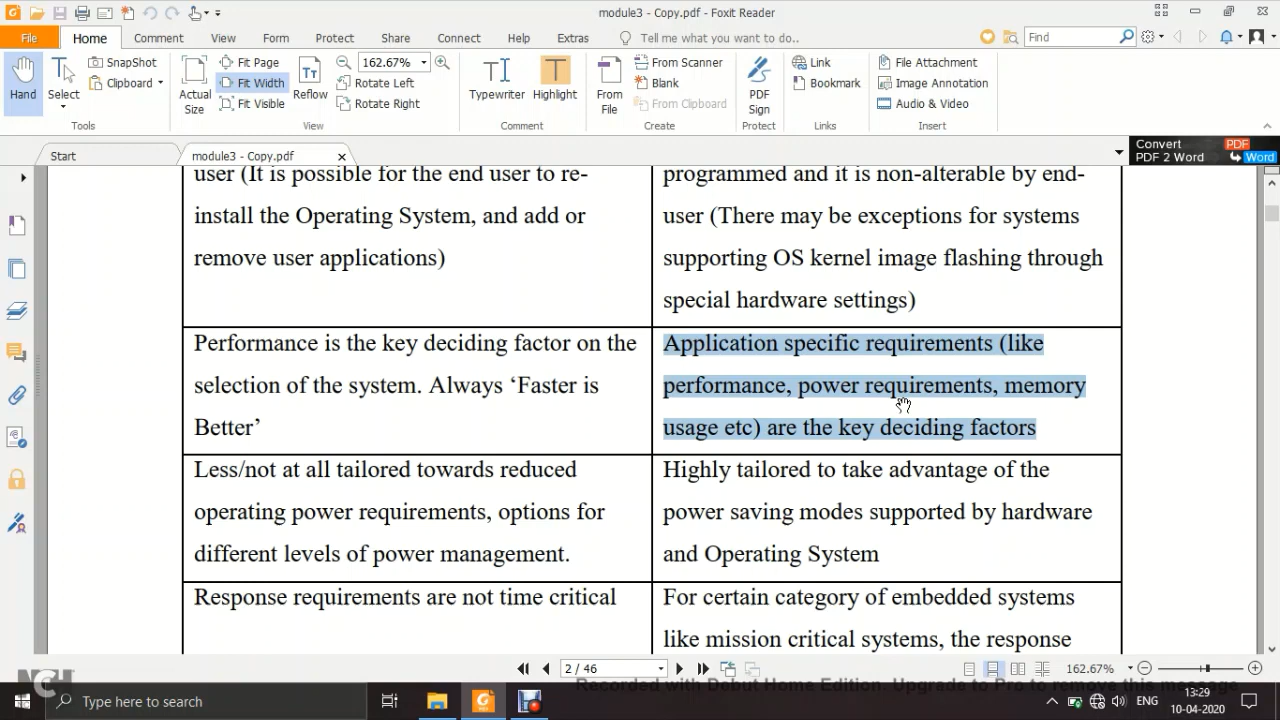 module3 - Copy.pdf - Foxit Reader
File Home Comment View Form Protect Share Connect Help Extras Tell me what you want to do.. Find
Hand
Select
SnapShot
Clipboard
Tools
Actual
Size
Fit Page
Fit Width
Fit Visible
Reflow
162.67%
Rotate Left
Rotate Right
View
Typewriter
Highlight
Comment
From
File
From Scanner
Blank
From Clipboard
Create
PDF
Sign
Protect
Link
Bookmark
Links
File Attachment
Image Annotation
Audio & Video
Insert
Start
module3 - Copy.pdf
Convert PDF
PDF 2 Word Word
user (It is possible for the end user to re-
install the Operating System, and add or
remove user applications)
programmed and it is non-alterable by end-
user (There may be exceptions for systems
supporting OS kernel image flashing through
special hardware settings)
Performance is the key deciding factor on the
selection of the system. Always ‘Faster is
Better’
Application specific requirements (like
performance, power requirements, memory
usage etc) are the key deciding factors
Less/not at all tailored towards reduced
operating power requirements, options for
different levels of power management.
Highly tailored to take advantage of the
power saving modes supported by hardware
and Operating System
Response requirements are not time critical
For certain category of embedded systems
like mission critical systems, the response
2 / 46
162.67%
NCH
Recorded with Debut Home Edition. Upgrade to Pro to remove this message
Type here to search
ENG
13:29
10-04-2020